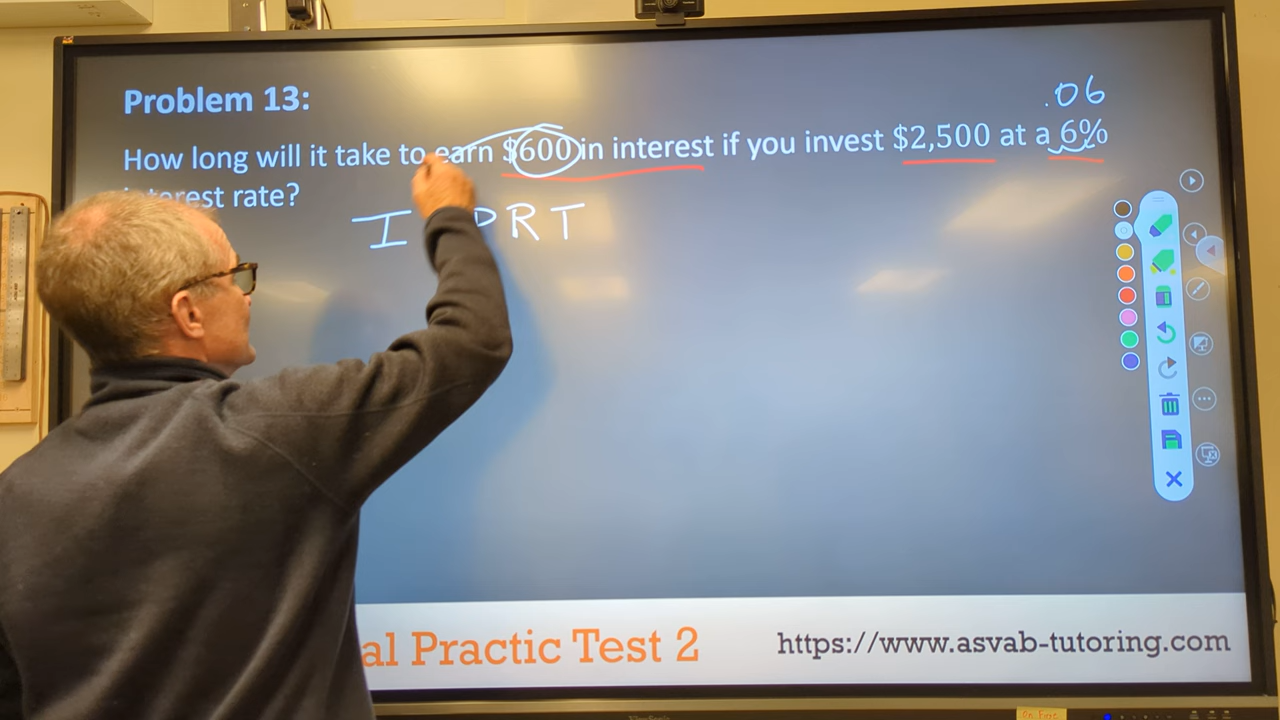 Problem 13:
.06
How long will it take to earn $600 in interest if you invest $2,500 at a 6%
interest rate?
I PRT
al Practic Test 2
https://www.asvab-tutoring.com